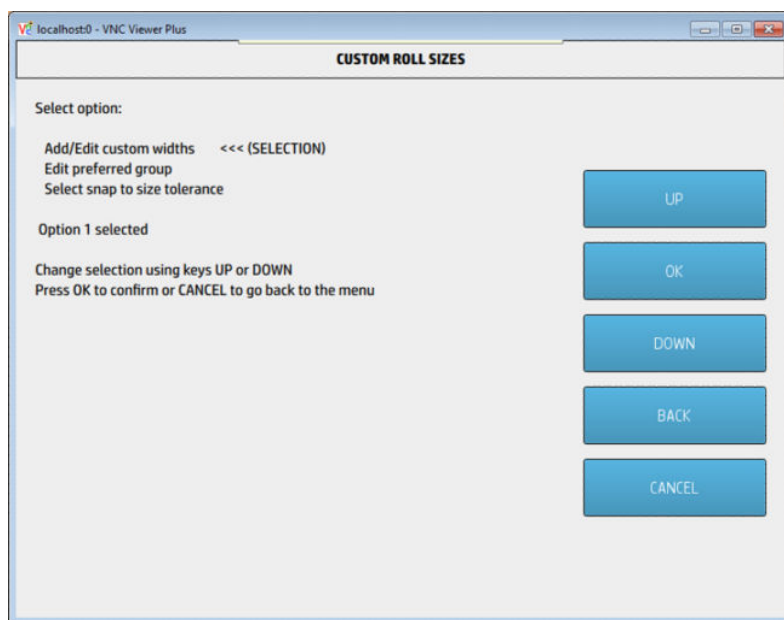 localhost:0 - VNC Viewer Plus
CUSTOM ROLL SIZES
Select option:
Add/Edit custom widths <<< (SELECTION)
Edit preferred group
Select snap to size tolerance
Option 1 selected
Change selection using keys UP or DOWN
Press OK to confirm or CANCEL to go back to the menu
UP
OK
DOWN
BACK
CANCEL